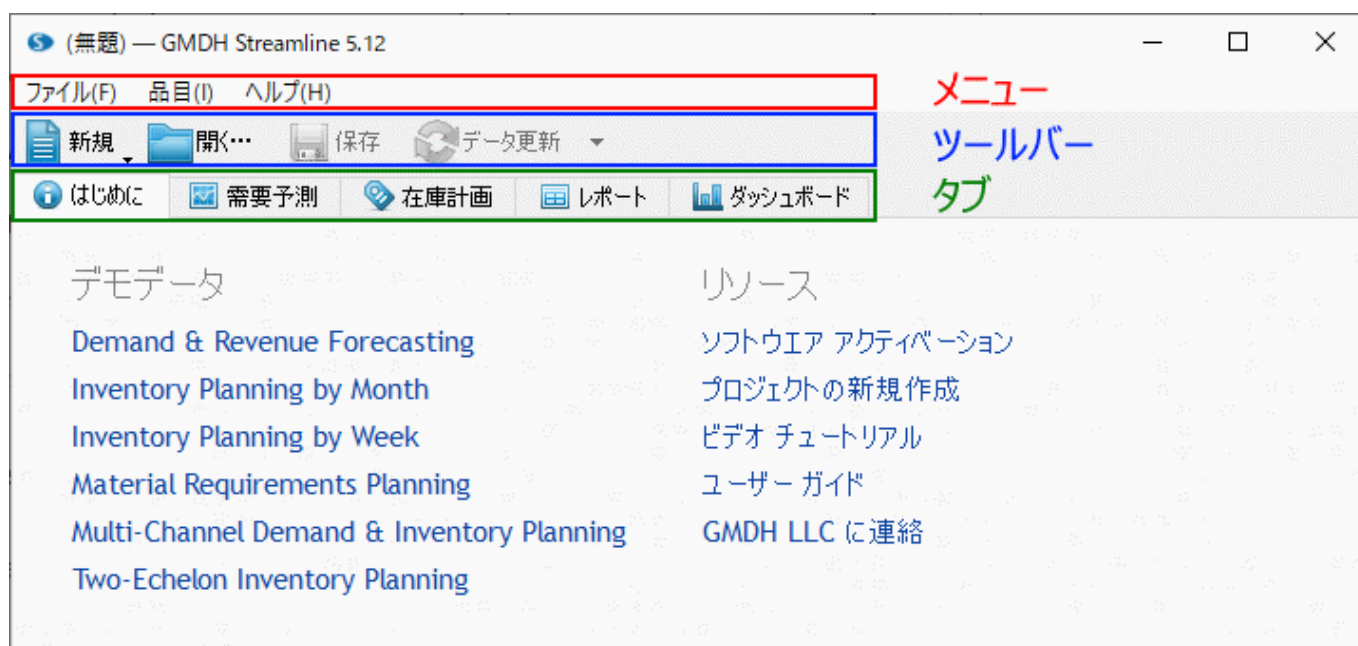 (無題) — GMDH Streamline 5.12
ファイル(F) 品目(I) ヘルプ(H) メニュー
新規 開く… 保存 データ更新 ツールバー
はじめに 需要予測 在庫計画 レポート ダッシュボード タブ
デモデータ リソース
Demand & Revenue Forecasting ソフトウエア アクティベーション
Inventory Planning by Month プロジェクトの新規作成
Inventory Planning by Week ビデオ チュートリアル
Material Requirements Planning ユーザー ガイド
Multi-Channel Demand & Inventory Planning GMDH LLC に連絡
Two-Echelon Inventory Planning